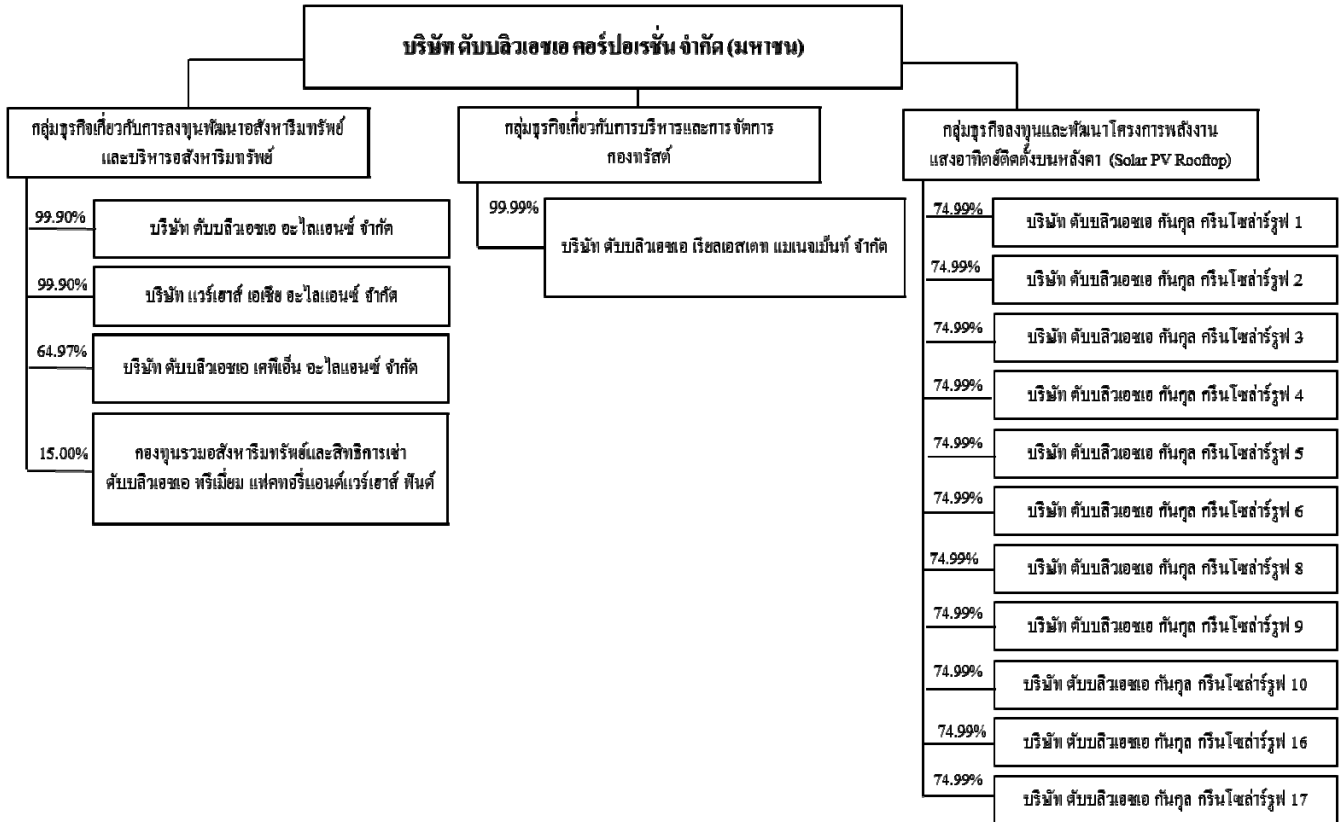 บริษัท ดับบลิวเอชเอ คอร์ปอเรชั่น จำกัด (มหาชน)
กลุ่มธุรกิจเกี่ยวกับการลงทุนพัฒนาอสังหาริมทรัพย์
และบริหารอสังหาริมทรัพย์
99.90%
บริษัท ดับบลิวเอชเอ อะไลแอนซ์ จำกัด
99.90%
บริษัท แวร์เฮาส์ เอเชีย อะไลแอนซ์ จำกัด
64.97%
บริษัท ดับบลิวเอชเอ เคพีเอ็น อะไลแอนซ์ จำกัด
15.00%
กองทุนรวมอสังหาริมทรัพย์และสิทธิการเช่า
ดับบลิวเอชเอ พรีเมี่ยม แฟคทอรี่แอนด์แวร์เฮาส์ ฟันด์
กลุ่มธุรกิจเกี่ยวกับการบริหารและการจัดการ
กองทรัสต์
99.99%
บริษัท ดับบลิวเอชเอ เรียลเอสเตท แมเนจเม็นท์ จำกัด
กลุ่มธุรกิจลงทุนและพัฒนาโครงการพลังงาน
แสงอาทิตย์ติดตั้งบนหลังคา (Solar PV Rooftop)
74.99%
บริษัท ดับบลิวเอชเอ กันกุล กรีนโซล่าร์รูฟ 1
74.99%
บริษัท ดับบลิวเอชเอ กันกุล กรีนโซล่าร์รูฟ 2
74.99%
บริษัท ดับบลิวเอชเอ กันกุล กรีนโซล่าร์รูฟ 3
74.99%
บริษัท ดับบลิวเอชเอ กันกุล กรีนโซล่าร์รูฟ 4
74.99%
บริษัท ดับบลิวเอชเอ กันกุล กรีนโซล่าร์รูฟ 5
74.99%
บริษัท ดับบลิวเอชเอ กันกุล กรีนโซล่าร์รูฟ 6
74.99%
บริษัท ดับบลิวเอชเอ กันกุล กรีนโซล่าร์รูฟ 8
74.99%
บริษัท ดับบลิวเอชเอ กันกุล กรีนโซล่าร์รูฟ 9
74.99%
บริษัท ดับบลิวเอชเอ กันกุล กรีนโซล่าร์รูฟ 10
74.99%
บริษัท ดับบลิวเอชเอ กันกุล กรีนโซล่าร์รูฟ 16
74.99%
บริษัท ดับบลิวเอชเอ กันกุล กรีนโซล่าร์รูฟ 17